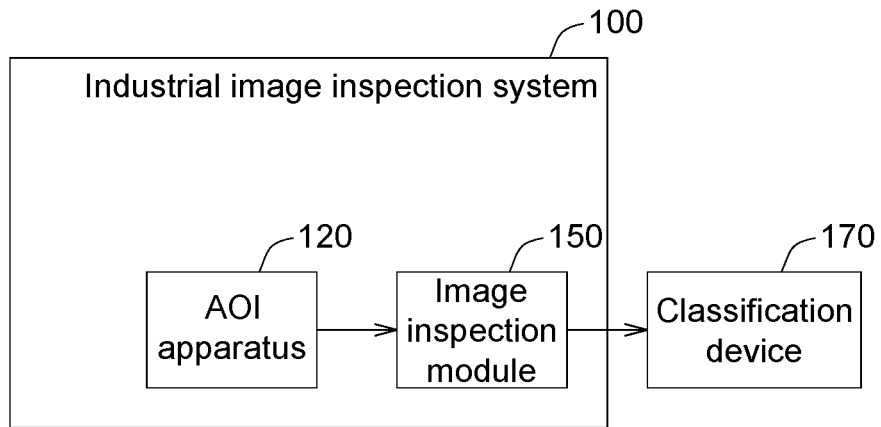 100
Industrial image inspection system
120
150
170
AOI
apparatus
Image
inspection
module
Classification
device